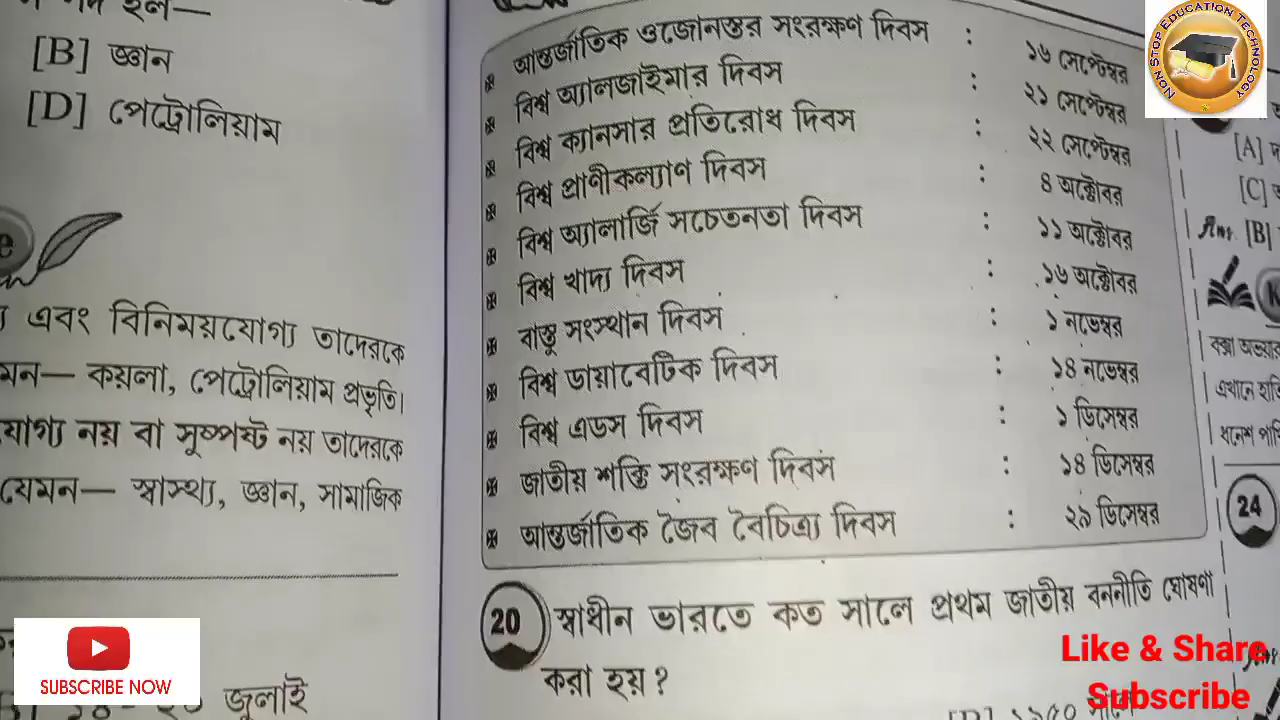 হল—
[B] জ্ঞান
[D] পেট্রোলিয়াম
এবং বিনিময়যোগ্য তাদেরকে
কয়লা, পেট্রোলিয়াম প্রভৃতি।
নয় বা সুস্পষ্ট নয় তাদেরকে
যেমন— স্বাস্থ্য, জ্ঞান, সামাজিক
জুলাই
আন্তর্জাতিক ওজোনস্তর সংরক্ষণ দিবস : ১৬ সেপ্টেম্বর
বিশ্ব অ্যালজাইমার দিবস : ২১ সেপ্টেম্বর
বিশ্ব ক্যানসার প্রতিরোধ দিবস : ২২ সেপ্টেম্বর
বিশ্ব প্রাণীকল্যাণ দিবস : ৪ অক্টোবর
বিশ্ব অ্যালার্জি সচেতনতা দিবস : ১১ অক্টোবর
বিশ্ব খাদ্য দিবস : ১৬ অক্টোবর
বাস্তু সংস্থান দিবস : ১ নভেম্বর
বিশ্ব ডায়াবেটিক দিবস : ১৪ নভেম্বর
বিশ্ব এডস দিবস : ১ ডিসেম্বর
জাতীয় শক্তি সংরক্ষণ দিবস : ১৪ ডিসেম্বর
আন্তর্জাতিক জৈব বৈচিত্র্য দিবস : ২৯ ডিসেম্বর
20 স্বাধীন ভারতে কত সালে প্রথম জাতীয় বননীতি ঘোষণা
করা হয় ?
[A]
[C]
Ans. [B]
এখানে
24
NON STOP EDUCATION TECHNOLOGY
SUBSCRIBE NOW
Like & Share
Subscribe